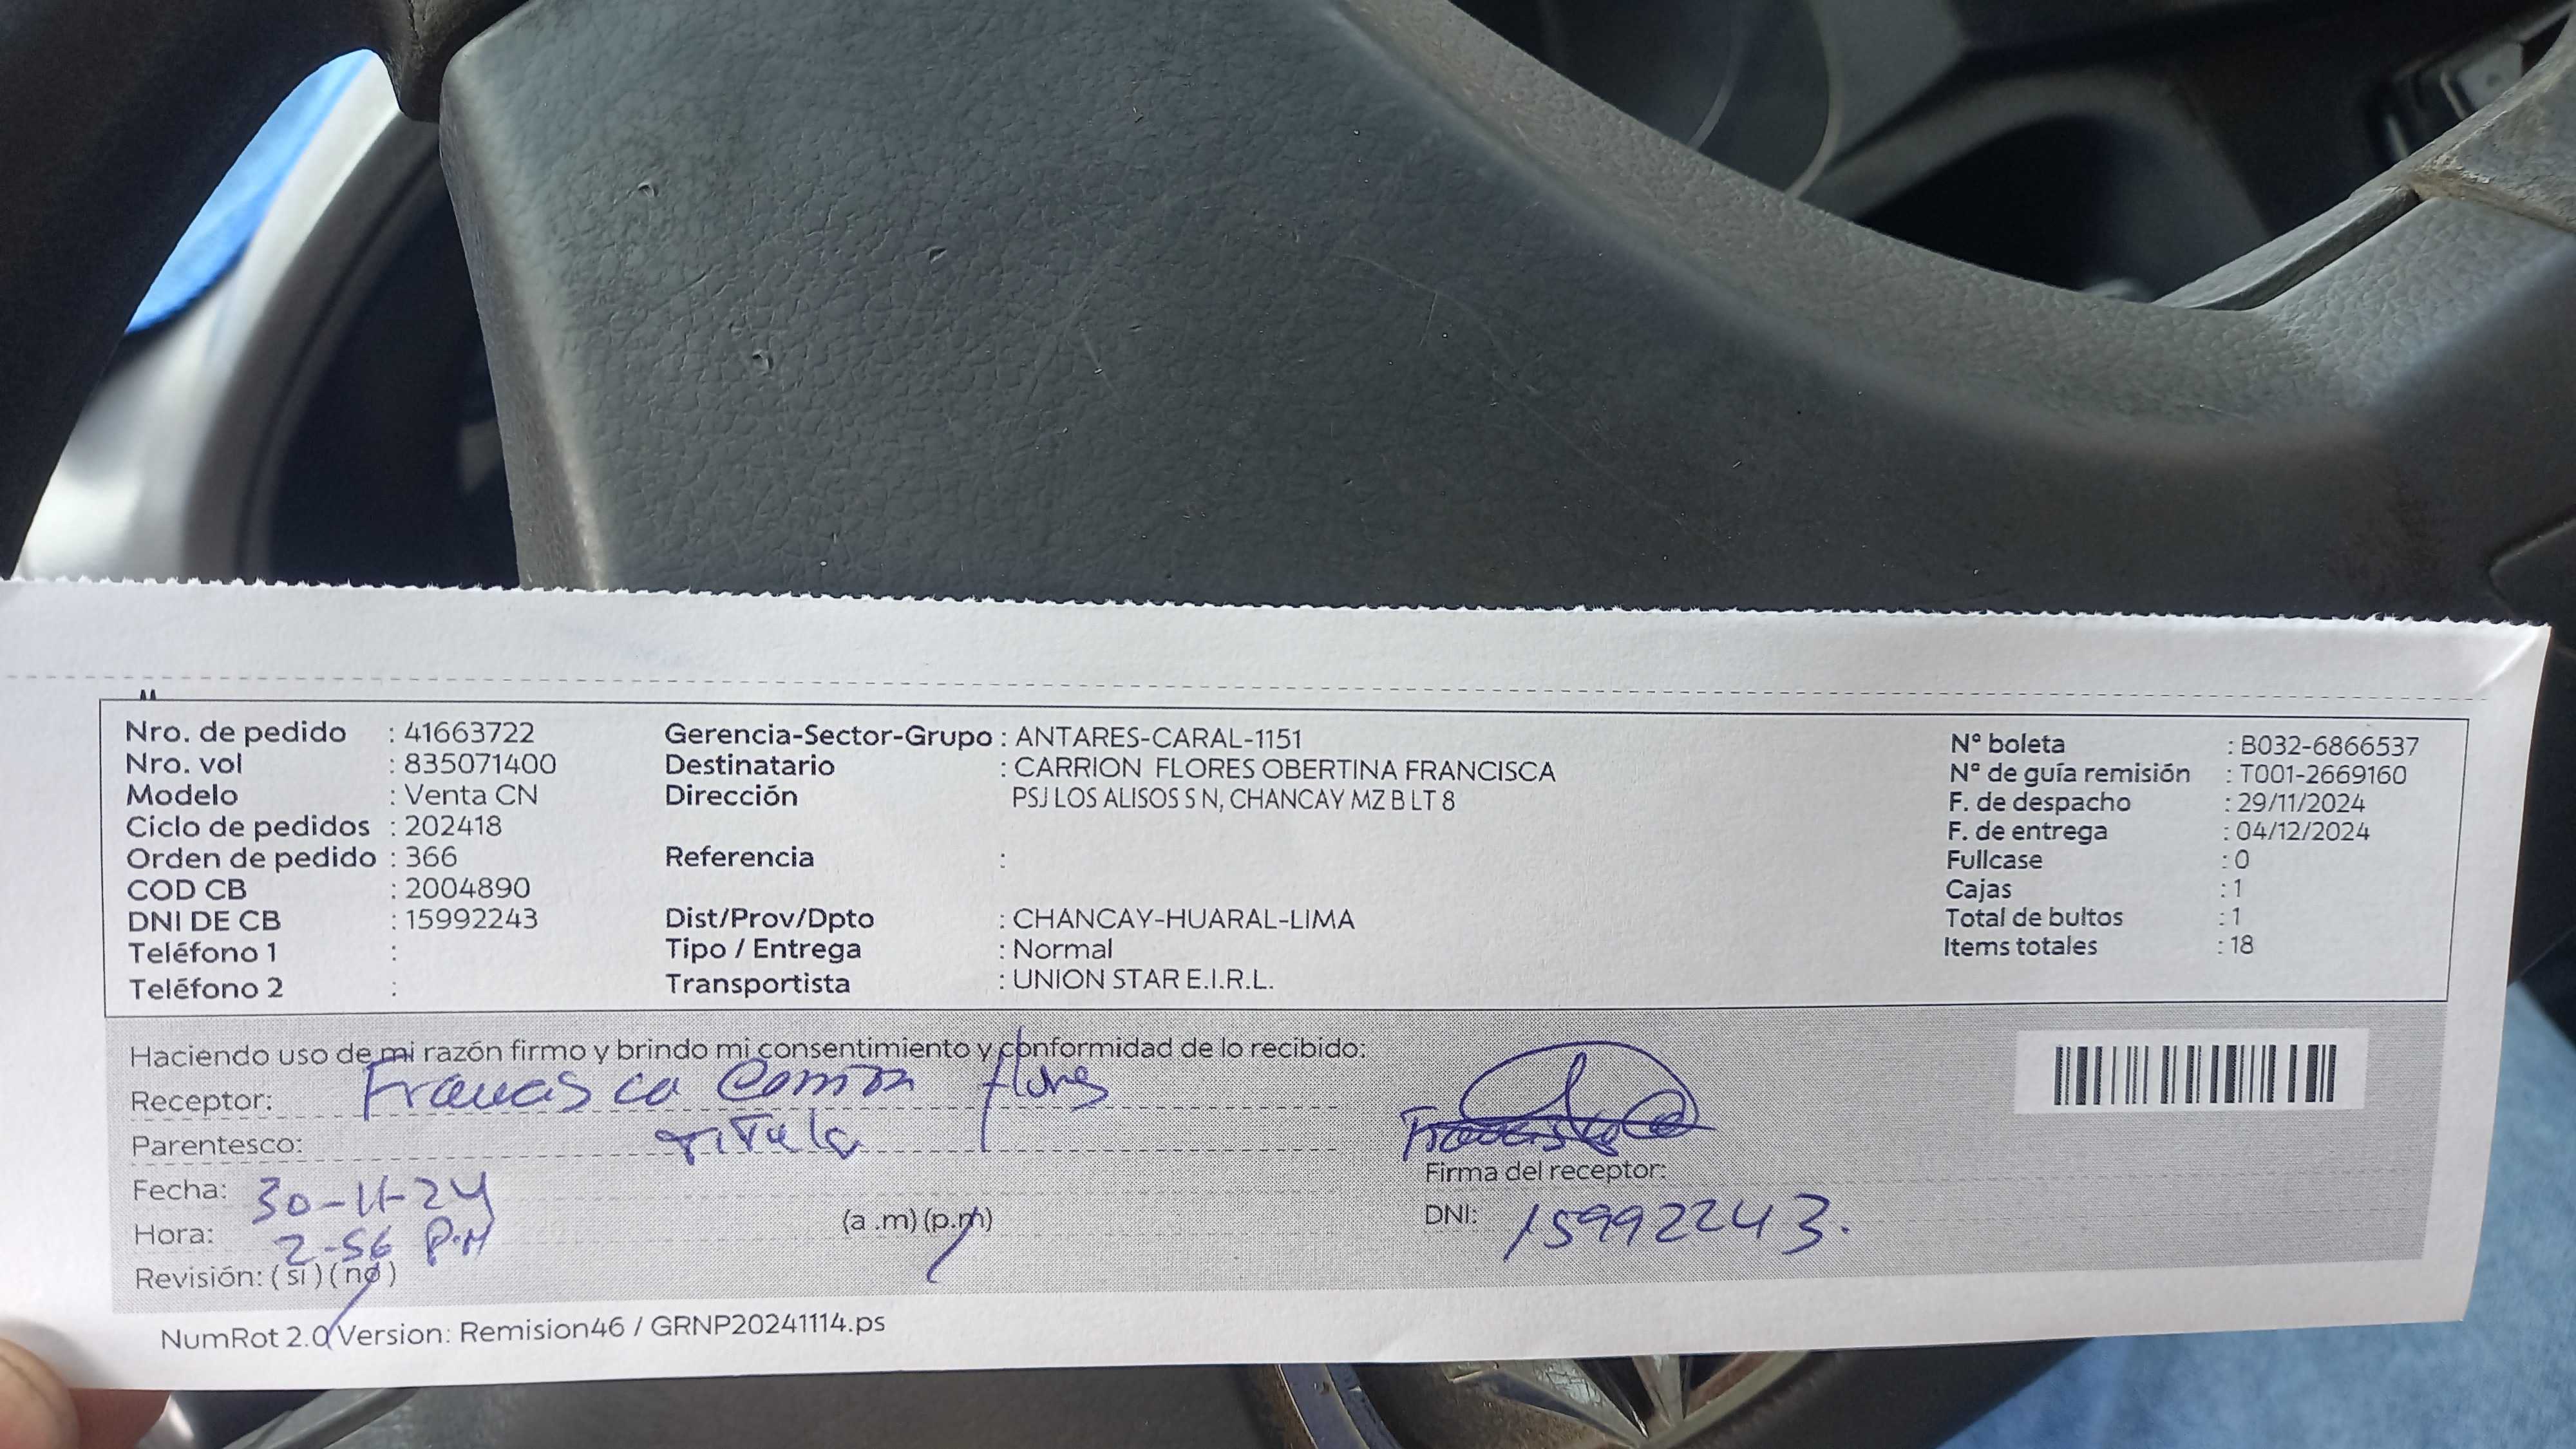 Nro. de pedido : 41663722
Nro. vol : 835071400
Modelo : Venta CN
Ciclo de pedidos : 202418
Orden de pedido : 366
COD CB : 2004890
DNI DE CB : 15992243
Teléfono 1 :
Teléfono 2 :
Gerencia-Sector-Grupo : ANTARES-CARAL-1151
Destinatario : CARRION FLORES OBERTINA FRANCISCA
Dirección PSJ LOS ALISOS S N, CHANCAY MZ B LT 8
Referencia :
Dist/Prov/Dpto : CHANCAY-HUARAL-LIMA
Tipo / Entrega : Normal
Transportista : UNION STAR E.I.R.L.
N° boleta : B032-6866537
N° de guía remisión : T001-2669160
F. de despacho : 29/11/2024
F. de entrega : 04/12/2024
Fullcase : 0
Cajas : 1
Total de bultos : 1
Items totales : 18
Haciendo uso de mi razón firmo y brindo mi consentimiento y conformidad de lo recibido:
Receptor: Francisca Carrion flores
Parentesco: Titular
Fecha: 30-11-24
Hora: 2-56 P.M (a .m) (p.m)
Revisión: ( si ) ( no )
Francisca
Firma del receptor:
DNI: 15992243.
NumRot 2.0 Version: Remision46 / GRNP20241114.ps